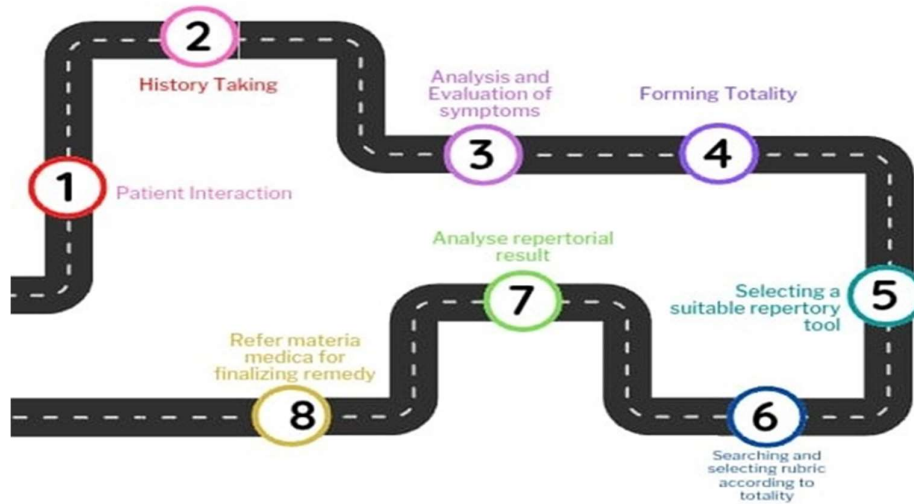 1
Patient Interaction
2
History Taking
Analysis and
Evaluation of
symptoms
3
Forming Totality
4
Selecting a
suitable repertory
tool
5
6
Searching and
selecting rubric
according to
totality
Analyse repertorial
result
7
Refer materia
medica for
finalizing remedy
8